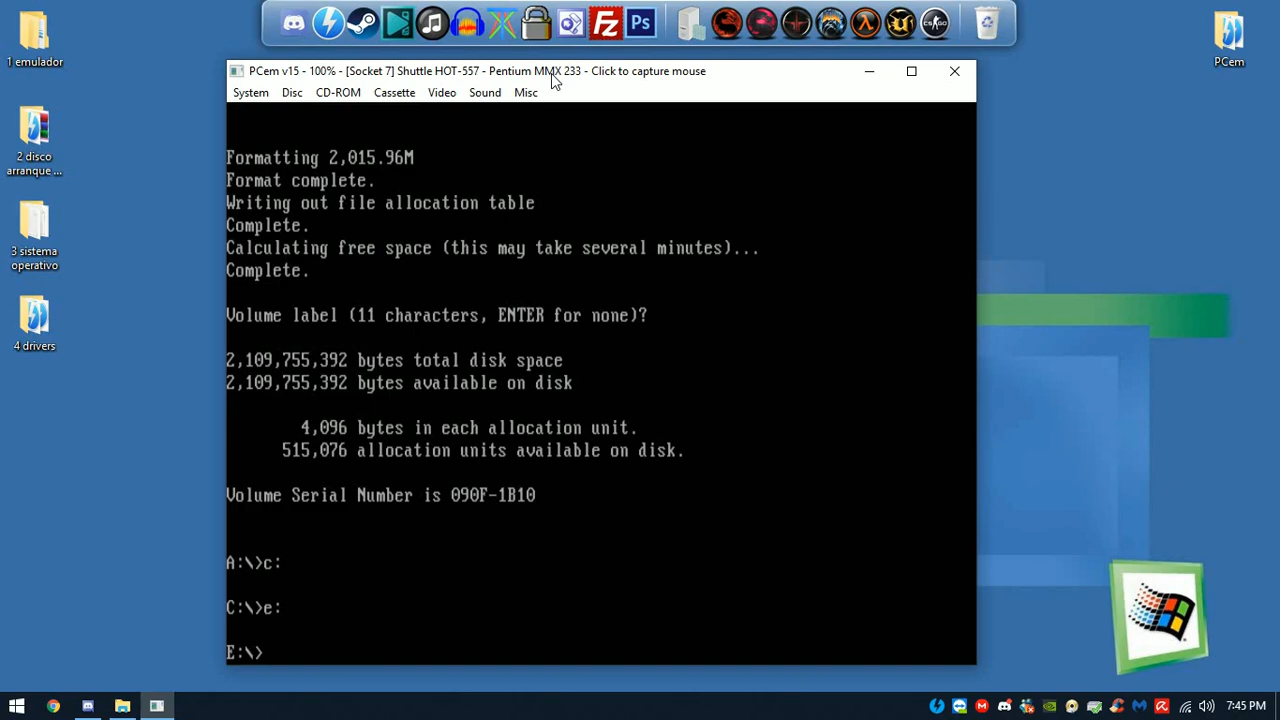 1 emulador
2 disco
arranque ...
3 sistema
operativo
4 drivers
Fz
Ps
CS:GO
PCem
PCem v15 - 100% - [Socket 7] Shuttle HOT-557 - Pentium MMX 233 - Click to capture mouse
System Disc CD-ROM Cassette Video Sound Misc
Formatting 2,015.96M
Format complete.
Writing out file allocation table
Complete.
Calculating free space (this may take several minutes)...
Complete.
Volume label (11 characters, ENTER for none)?
2,109,755,392 bytes total disk space
2,109,755,392 bytes available on disk
4,096 bytes in each allocation unit.
515,076 allocation units available on disk.
Volume Serial Number is 090F-1B10
A:\>c:
C:\>e:
E:\>
7:45 PM